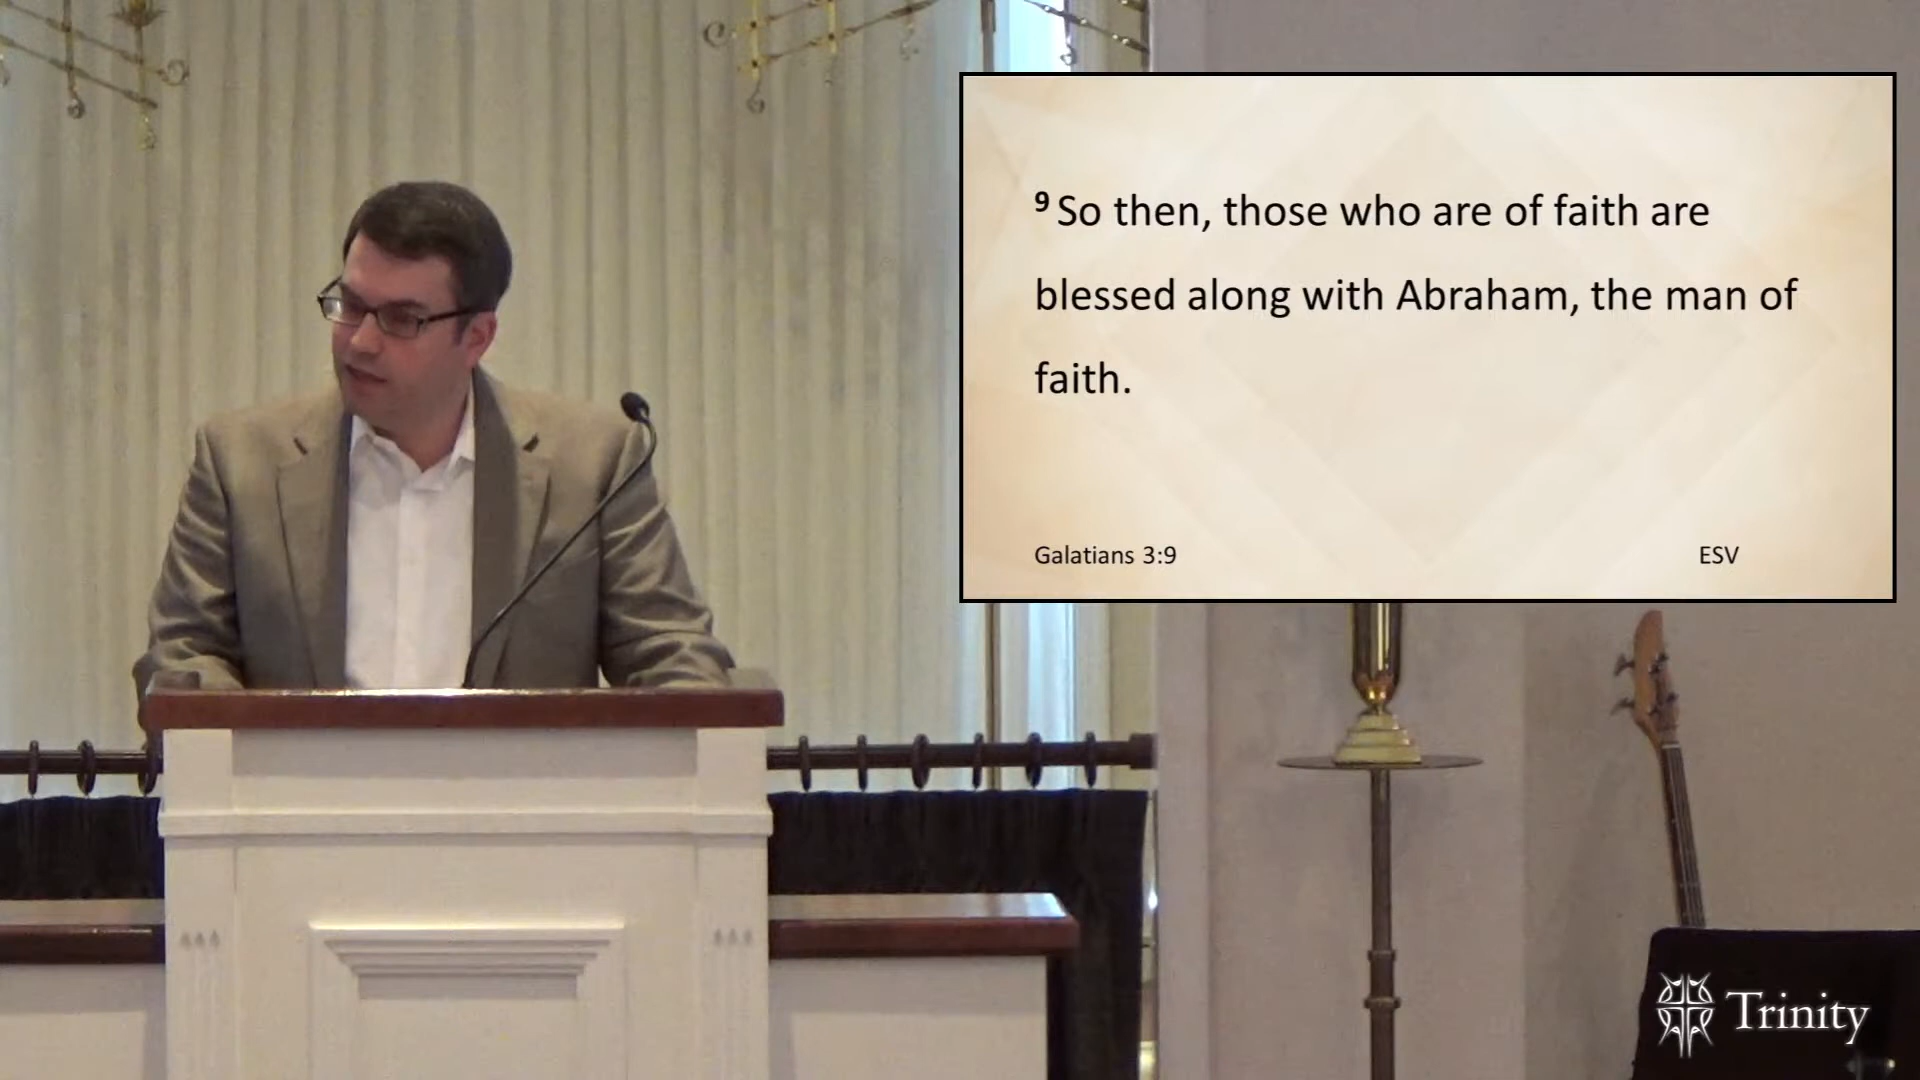 9 So then, those who are of faith are
blessed along with Abraham, the man of
faith.
Galatians 3:9
ESV
Trinity